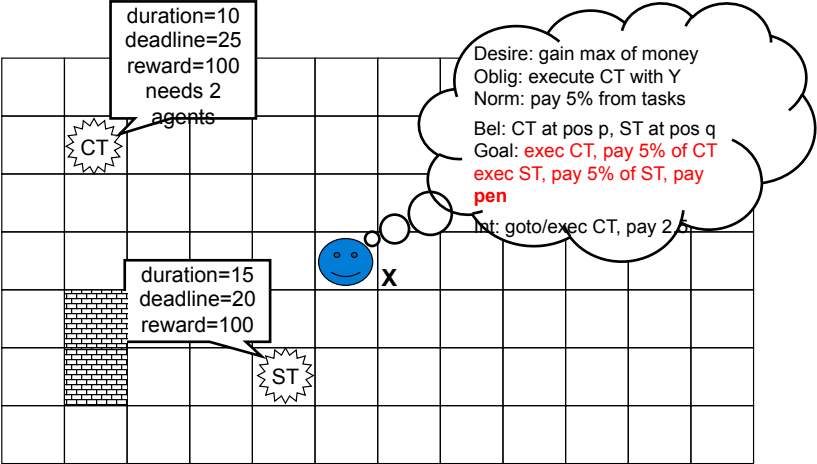 duration=10
deadline=25
reward=100
needs 2
agents
CT
Desire: gain max of money
Oblig: execute CT with Y
Norm: pay 5% from tasks
Bel: CT at pos p, ST at pos q
Goal: exec CT, pay 5% of CT
exec ST, pay 5% of ST, pay
pen
Int: goto/exec CT, pay 2.5
X
duration=15
deadline=20
reward=100
ST